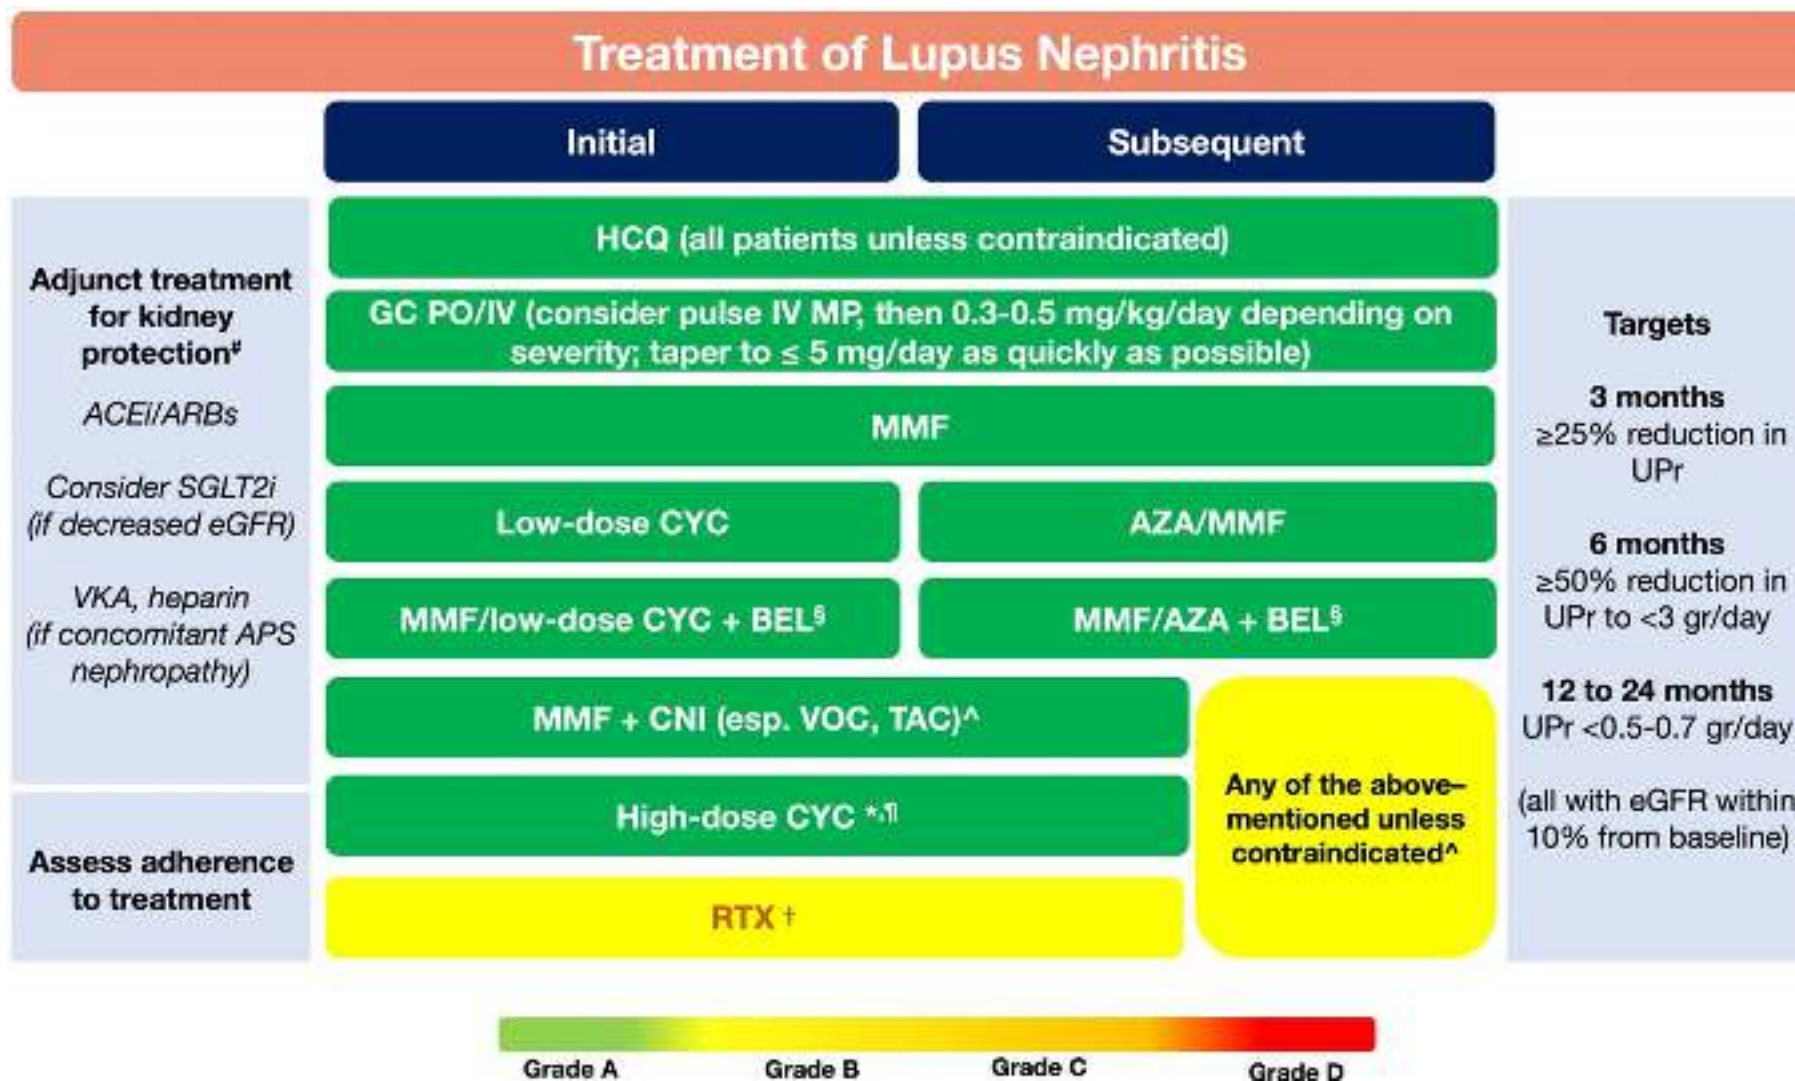 Treatment of Lupus Nephritis
Initial
Subsequent
Adjunct treatment
for kidney
protection#
ACEI/ARBs
Consider SGLT2i
(if decreased eGFR)
VKA, heparin
(if concomitant APS
nephropathy)
Assess adherence
to treatment
HCQ (all patients unless contraindicated)
GC PO/IV (consider pulse IV MP, then 0.3-0.5 mg/kg/day depending on
severity; taper to ≤ 5 mg/day as quickly as possible)
MMF
Low-dose CYC
AZA/MMF
MMF/low-dose CYC + BEL§
MMF/AZA + BEL§
MMF + CNI (esp. VOC, TAC)^
High-dose CYC *,¶
RTX †
Any of the above–
mentioned unless
contraindicated^
Targets
3 months
≥25% reduction in
UPr
6 months
≥50% reduction in
UPr to <3 gr/day
12 to 24 months
UPr <0.5-0.7 gr/day
(all with eGFR within
10% from baseline)
Grade A
Grade B
Grade C
Grade D